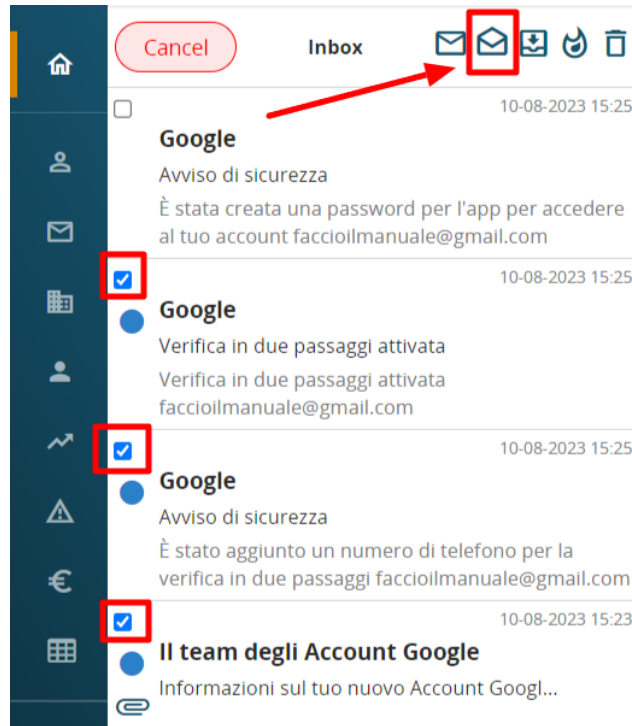 Cancel
Inbox
10-08-2023 15:25
Google
Avviso di sicurezza
È stata creata una password per l'app per accedere
al tuo account faccioilmanuale@gmail.com
10-08-2023 15:25
Google
Verifica in due passaggi attivata
Verifica in due passaggi attivata
faccioilmanuale@gmail.com
10-08-2023 15:25
Google
Avviso di sicurezza
È stato aggiunto un numero di telefono per la
verifica in due passaggi faccioilmanuale@gmail.com
10-08-2023 15:23
Il team degli Account Google
Informazioni sul tuo nuovo Account Googl...